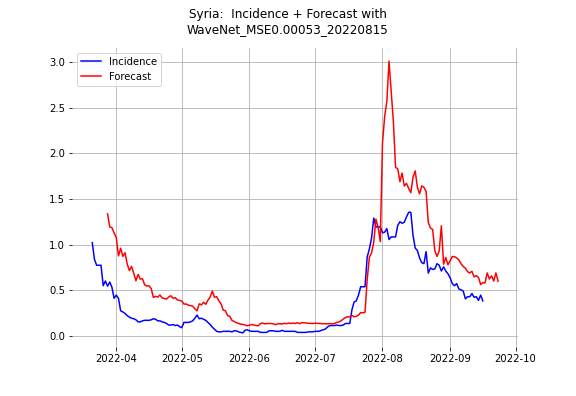 Syria:  Incidence + Forecast with
WaveNet_MSE0.00053_20220815
Incidence
Forecast
3.0
2.5
2.0
1.5
1.0
0.5
0.0
2022-04 2022-05 2022-06 2022-07 2022-08 2022-09 2022-10